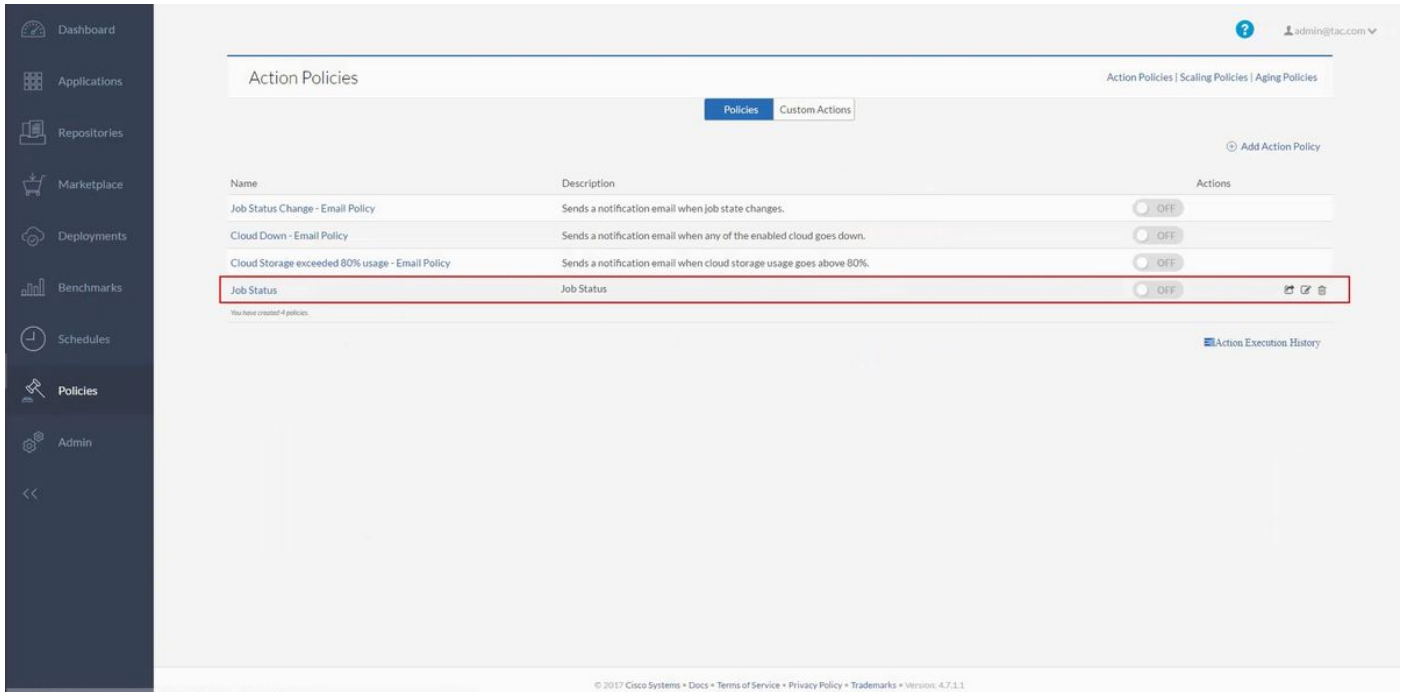 Dashboard
admin@tac.com
Applications
Action Policies
Action Policies | Scaling Policies | Aging Policies
Policies Custom Actions
Repositories
Add Action Policy
Marketplace
Name Description Actions
Job Status Change - Email Policy Sends a notification email when job state changes. OFF
Deployments
Cloud Down - Email Policy Sends a notification email when any of the enabled cloud goes down. OFF
Cloud Storage exceeded 80% usage - Email Policy Sends a notification email when cloud storage usage goes above 80%. OFF
Benchmarks
Job Status Job Status OFF
You have created 4 policies.
Schedules
Action Execution History
Policies
Admin
<<
© 2017 Cisco Systems • Docs • Terms of Service • Privacy Policy • Trademarks • Version: 4.7.1.1